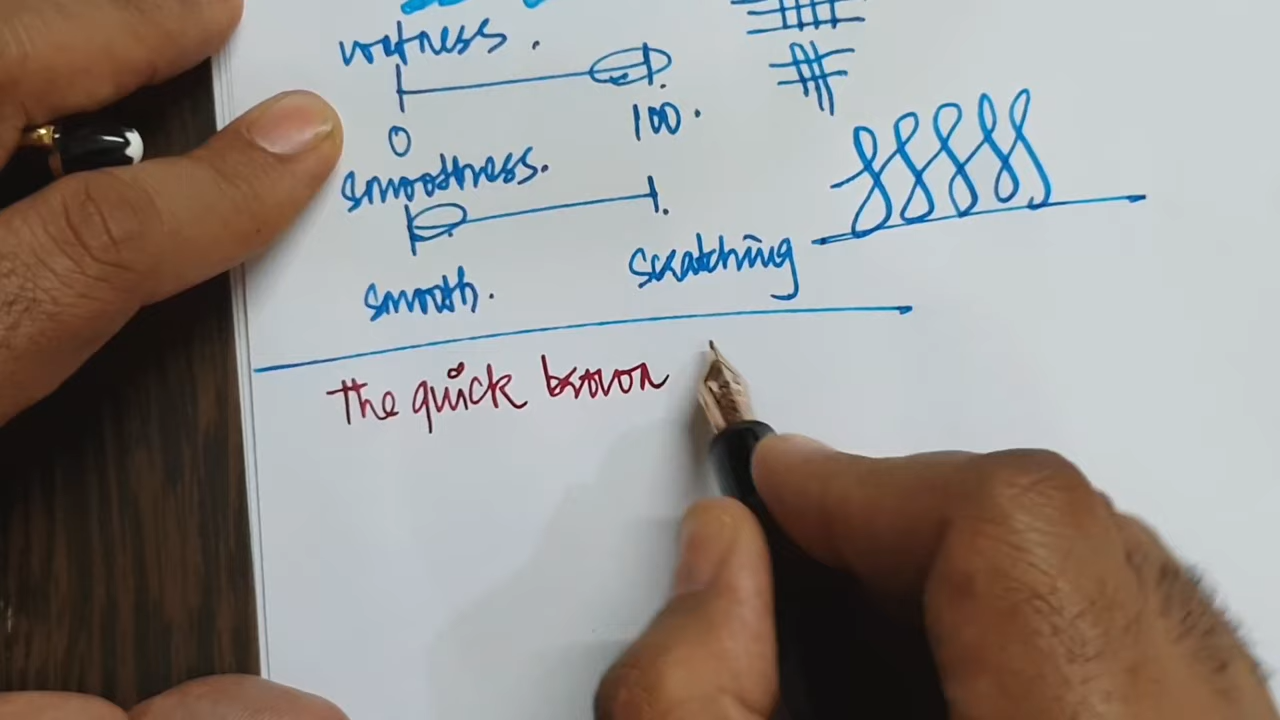 wetness.
0 100.
smoothness.
smooth. scratching
The quick brown